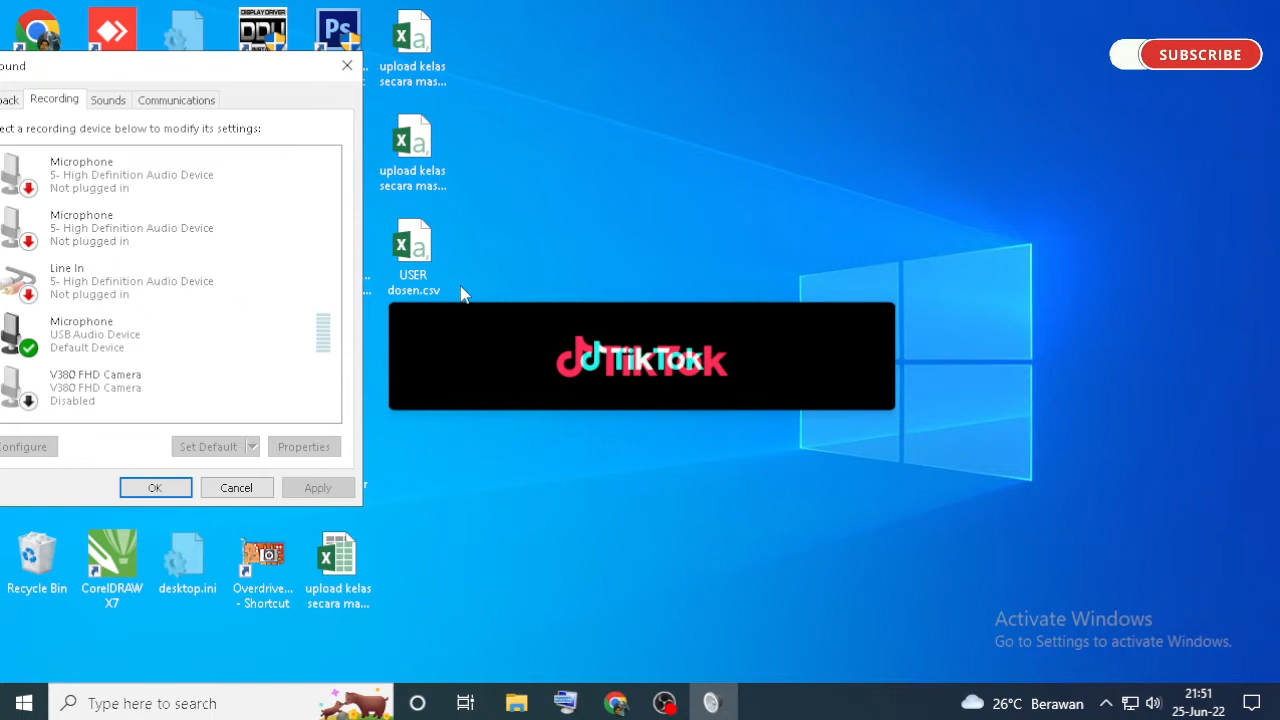 Ps
SUBSCRIBE
upload kelas
secara mas...
ound
Recording
Sounds
Communications
ect a recording device below to modify its settings:
upload kelas
secara mas...
Microphone
5- High Definition Audio Device
Not plugged in
Microphone
5- High Definition Audio Device
Not plugged in
Line In
5- High Definition Audio Device
Not plugged in
USER
dosen.csv
Microphone
USB Audio Device
Default Device
TikTok
V380 FHD Camera
V380 FHD Camera
Disabled
Configure
Set Default
Properties
OK
Cancel
Apply
Recycle Bin
CorelDRAW
X7
desktop.ini
Overdrive...
- Shortcut
upload kelas
secara ma...
Activate Windows
Go to Settings to activate Windows.
Type here to search
26°C Berawan
21:51
25-Jun-22